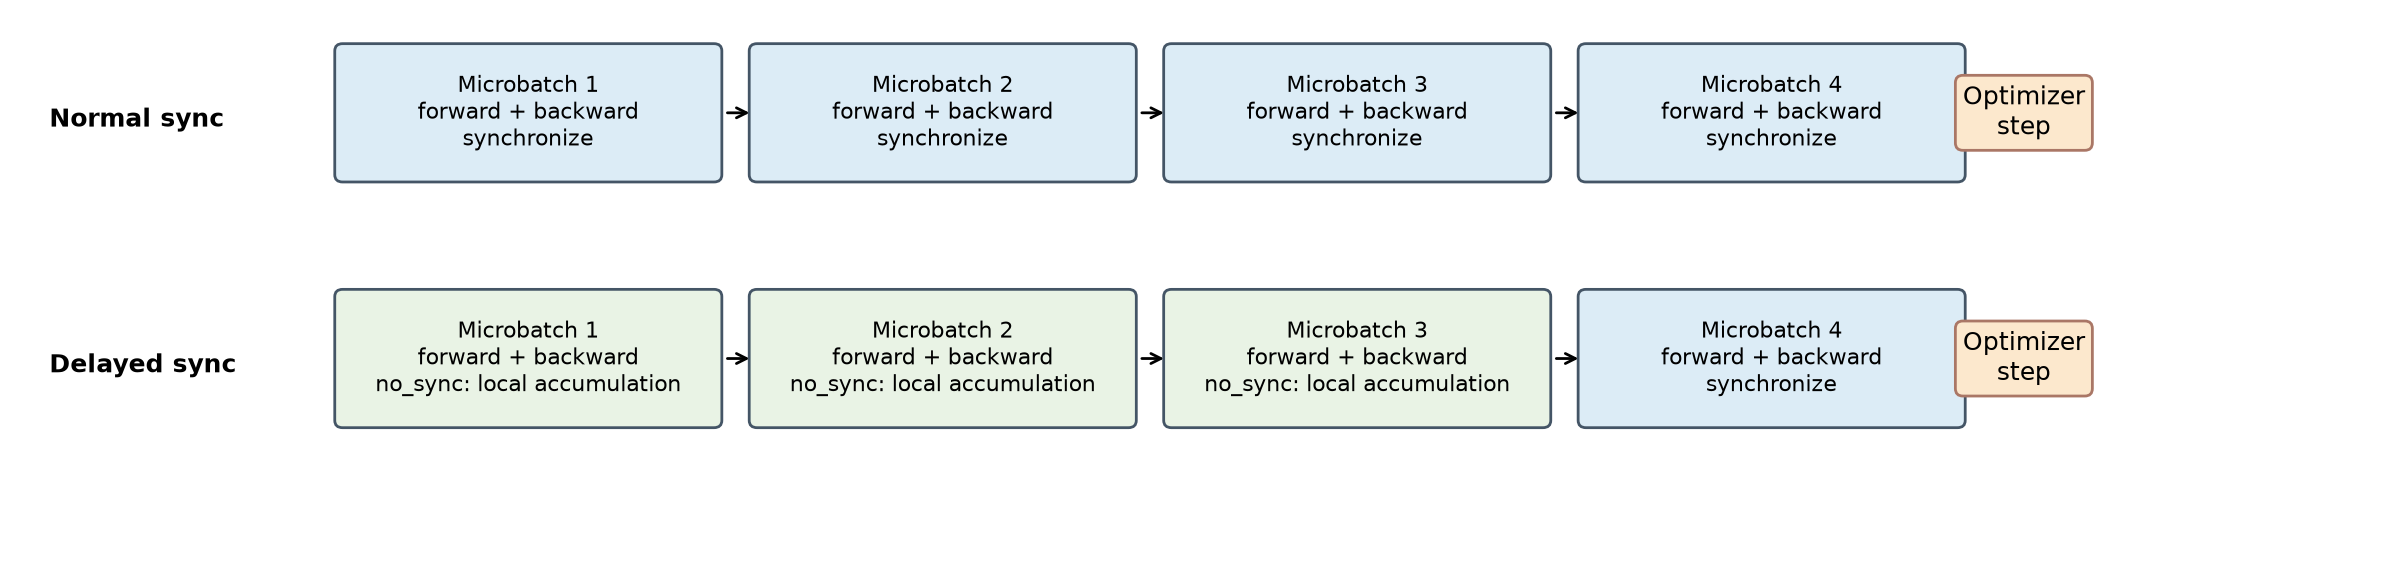 Normal sync
Microbatch 1
forward + backward
synchronize
Microbatch 2
forward + backward
synchronize
Microbatch 3
forward + backward
synchronize
Microbatch 4
forward + backward
synchronize
Optimizer
step
Delayed sync
Microbatch 1
forward + backward
no_sync: local accumulation
Microbatch 2
forward + backward
no_sync: local accumulation
Microbatch 3
forward + backward
no_sync: local accumulation
Microbatch 4
forward + backward
synchronize
Optimizer
step